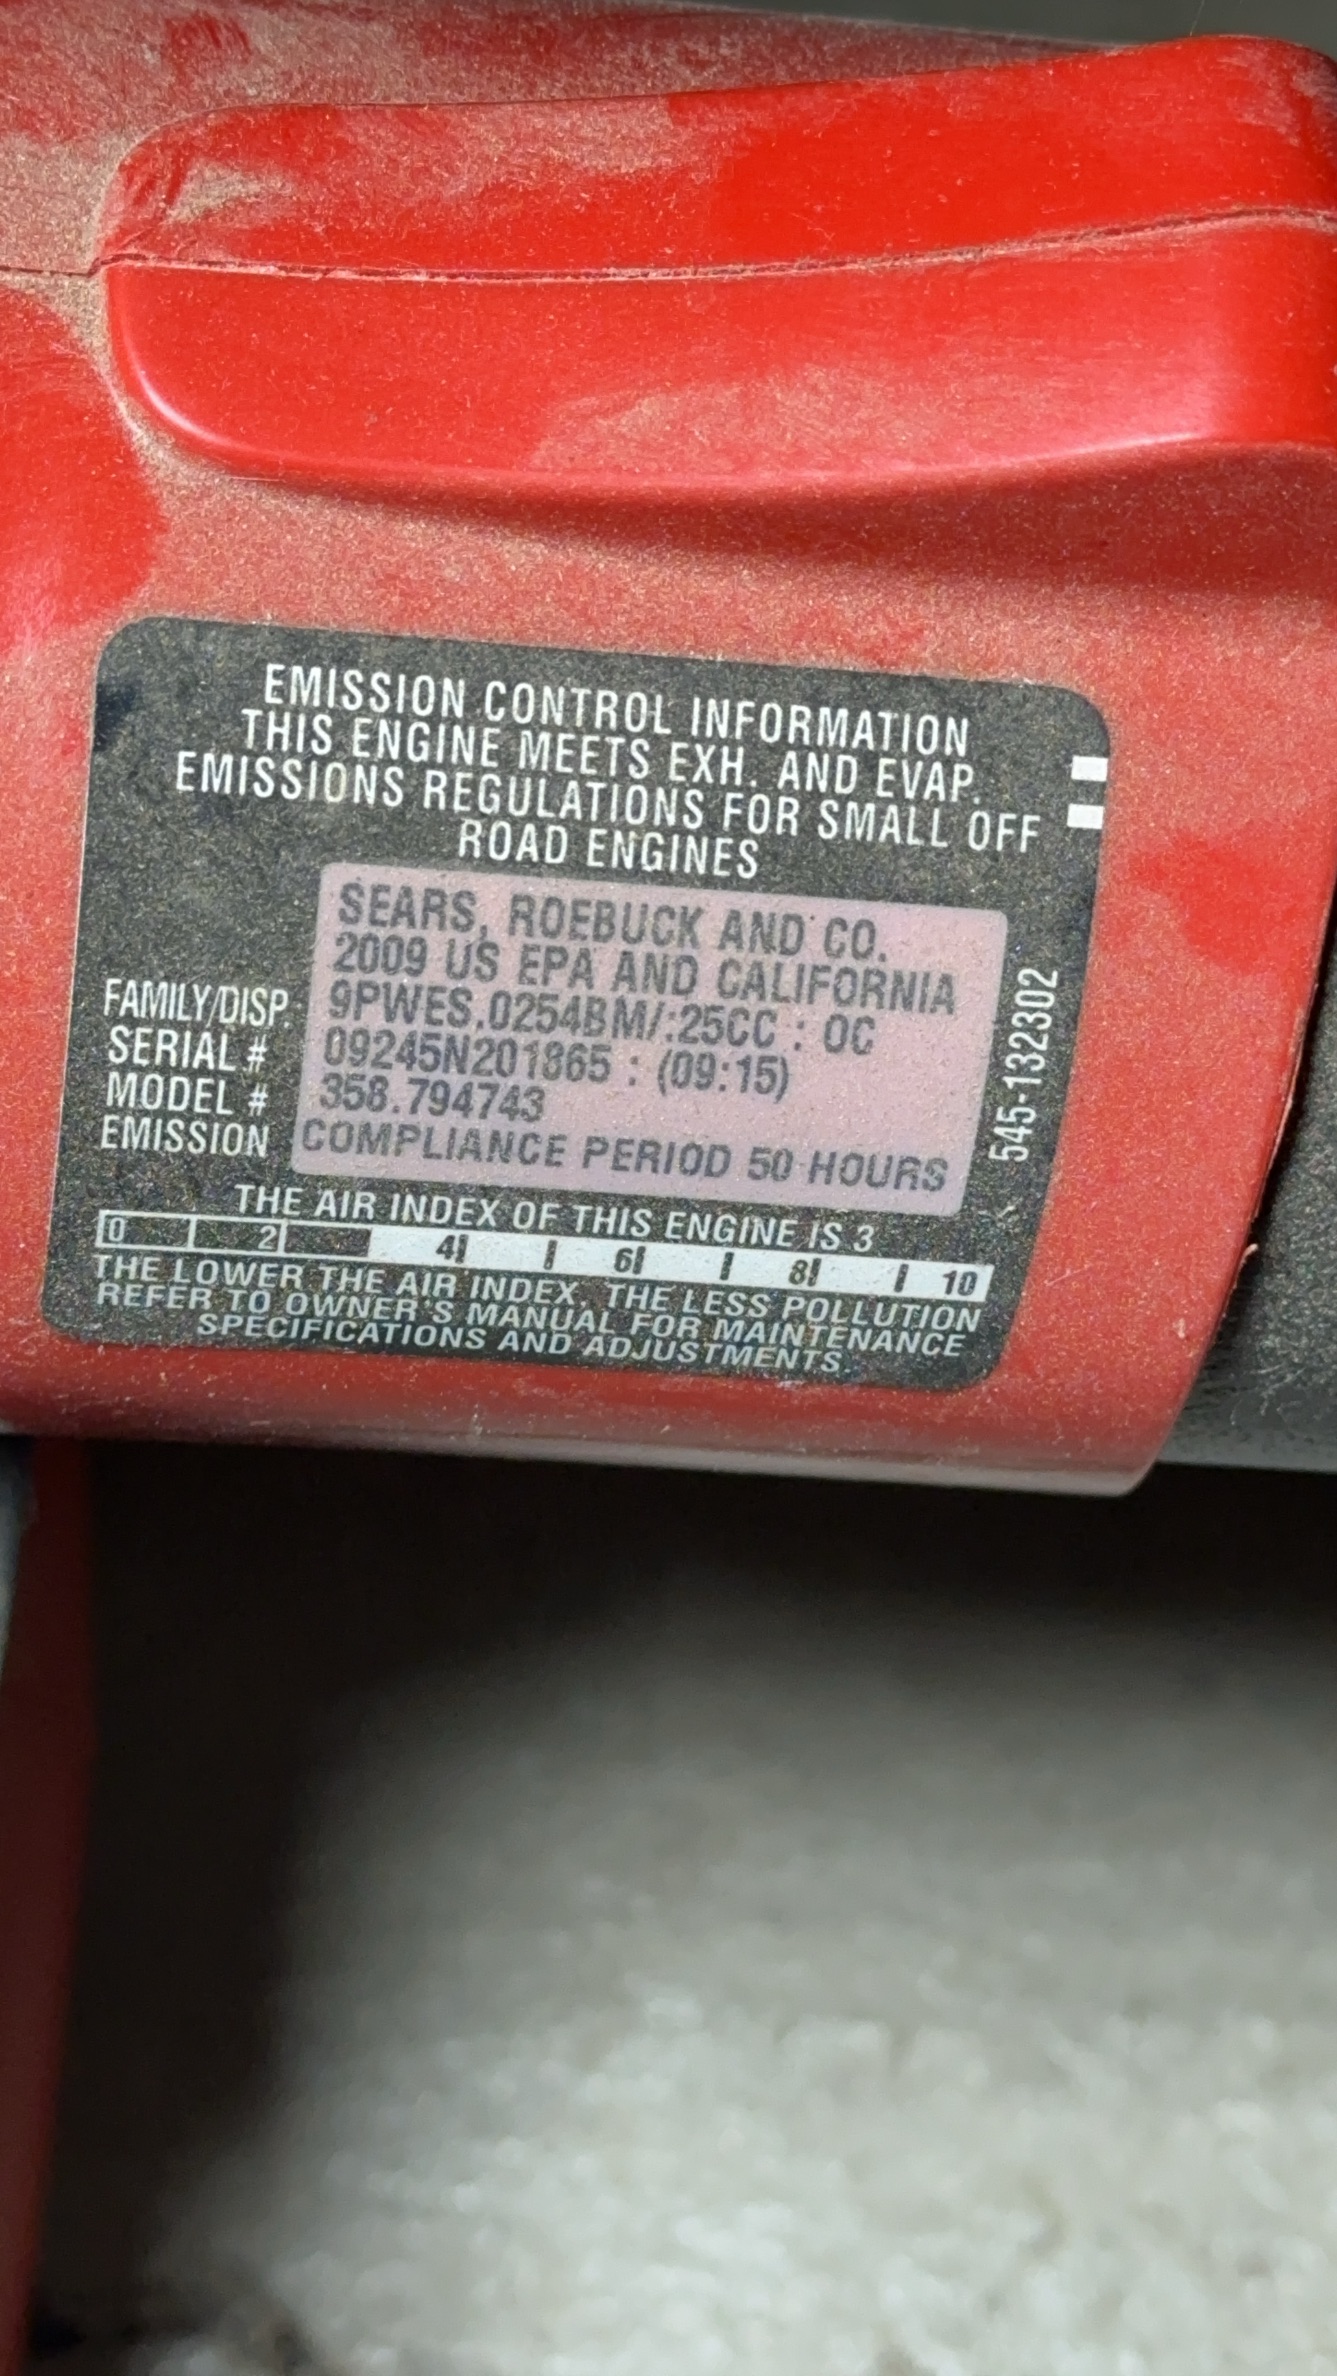 EMISSION CONTROL INFORMATION
THIS ENGINE MEETS EXH. AND EVAP.
EMISSIONS REGULATIONS FOR SMALL OFF
ROAD ENGINES
SEARS, ROEBUCK AND CO.
2009 US EPA AND CALIFORNIA
FAMILY/DISP. 9PWES.0254BM/:25CC : OC
SERIAL # 09245N201865 : (09:15)
MODEL # 358.794743
EMISSION COMPLIANCE PERIOD 50 HOURS
545-132302
THE AIR INDEX OF THIS ENGINE IS 3
0 2 4 6 8 10
THE LOWER THE AIR INDEX, THE LESS POLLUTION
REFER TO OWNER'S MANUAL FOR MAINTENANCE
SPECIFICATIONS AND ADJUSTMENTS.